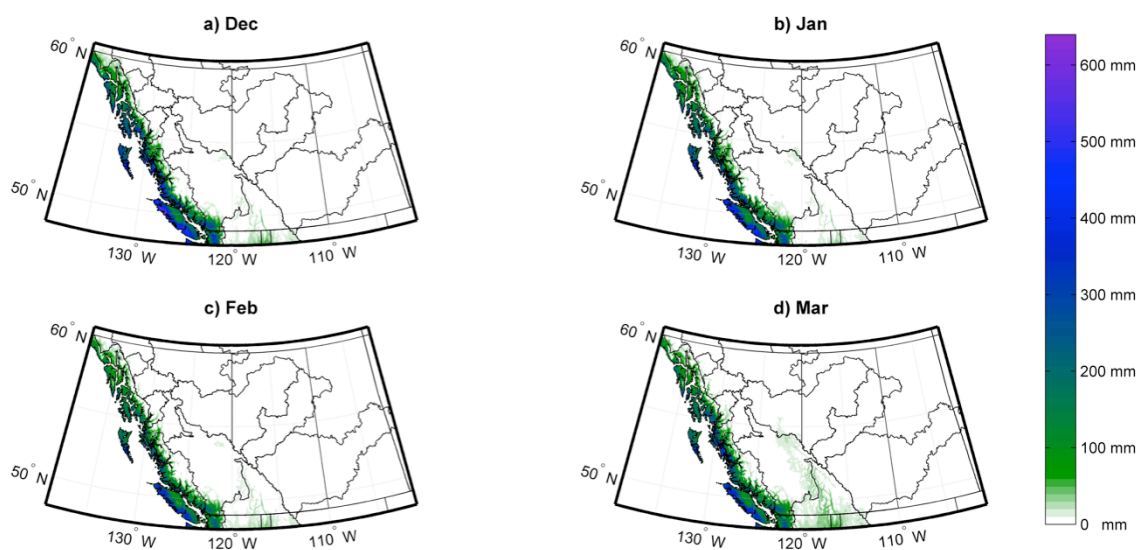 a) Dec
60° N
50° N
130° W
120° W
110° W
b) Jan
60° N
50° N
130° W
120° W
110° W
c) Feb
60° N
50° N
130° W
120° W
110° W
d) Mar
60° N
50° N
130° W
120° W
110° W
600 mm
500 mm
400 mm
300 mm
200 mm
100 mm
0 mm